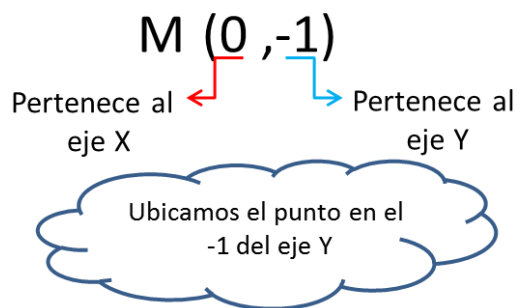 M (0 ,-1)
Pertenece al
eje X
Pertenece al
eje Y
Ubicamos el punto en el
-1 del eje Y